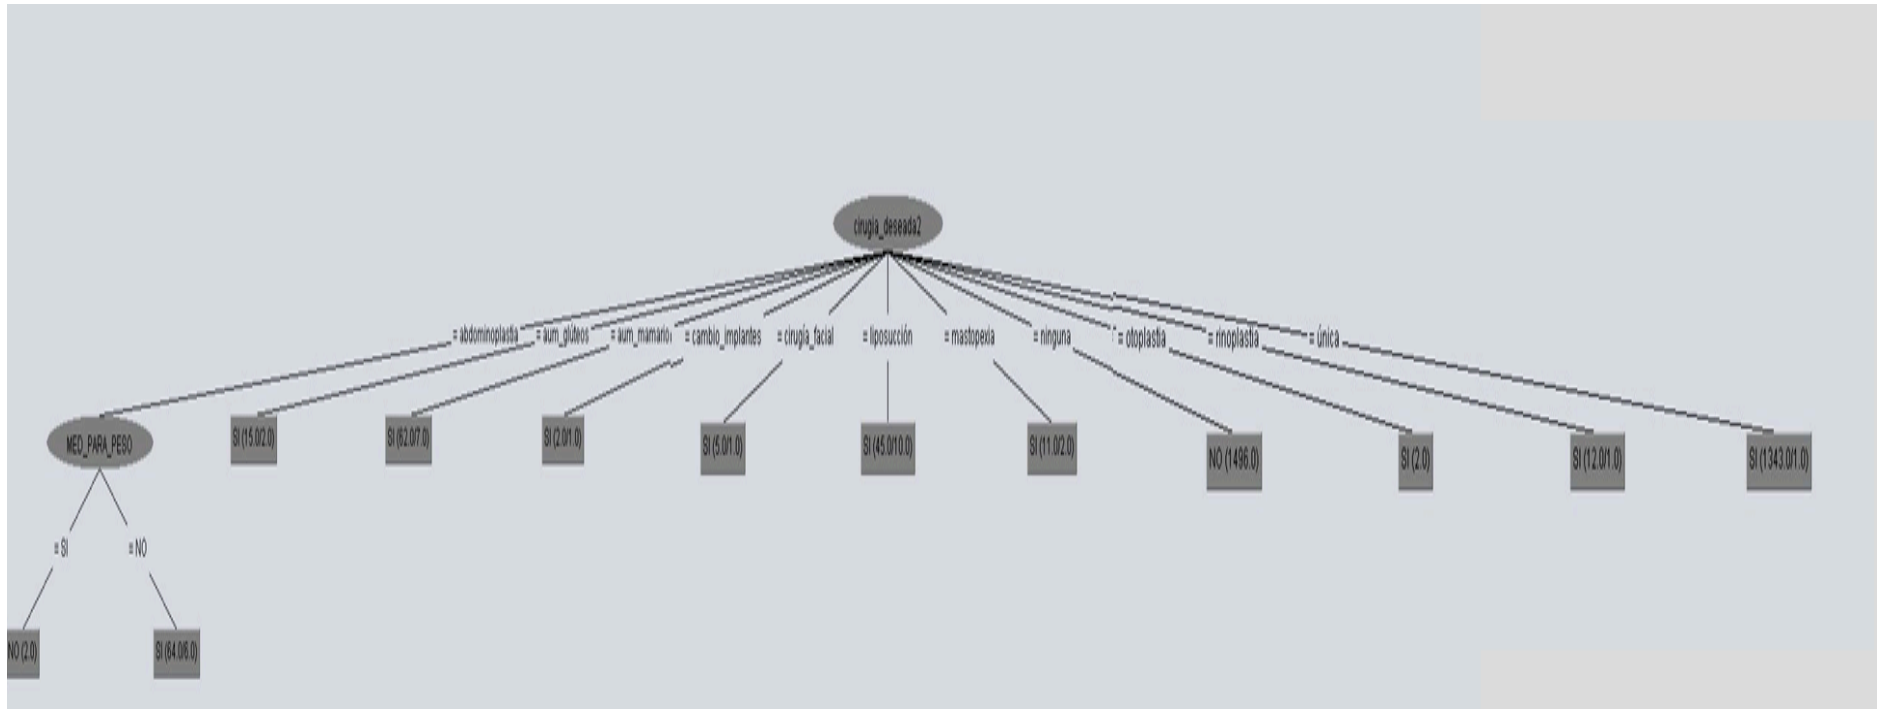 cirugia_deseada2
= abdominoplastia
= aum_glúteos
= aum_mamario
= cambio_implantes
= cirugía_facial
= liposucción
= mastopexia
= ninguna
= otoplastia
= rinoplastia
= única
MED_PARA_PESO
SI (15.0/2.0)
SI (62.0/7.0)
SI (2.0/1.0)
SI (5.0/1.0)
SI (45.0/10.0)
SI (11.0/2.0)
NO (1496.0)
SI (2.0)
SI (12.0/1.0)
SI (1343.0/1.0)
= SI
= NO
NO (2.0)
SI (64.0/6.0)